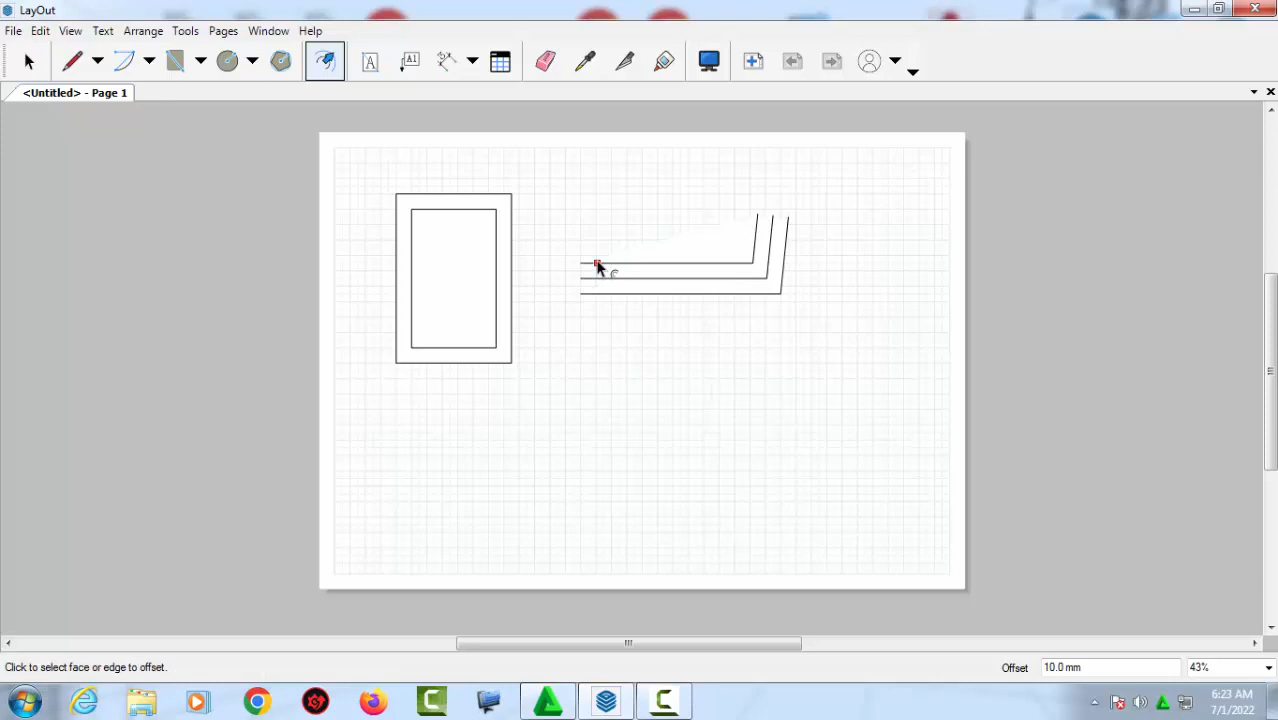 LayOut
File Edit View Text Arrange Tools Pages Window Help
A A1
<Untitled> - Page 1
Click to select face or edge to offset. Offset 10.0 mm 43%
6:23 AM
7/1/2022